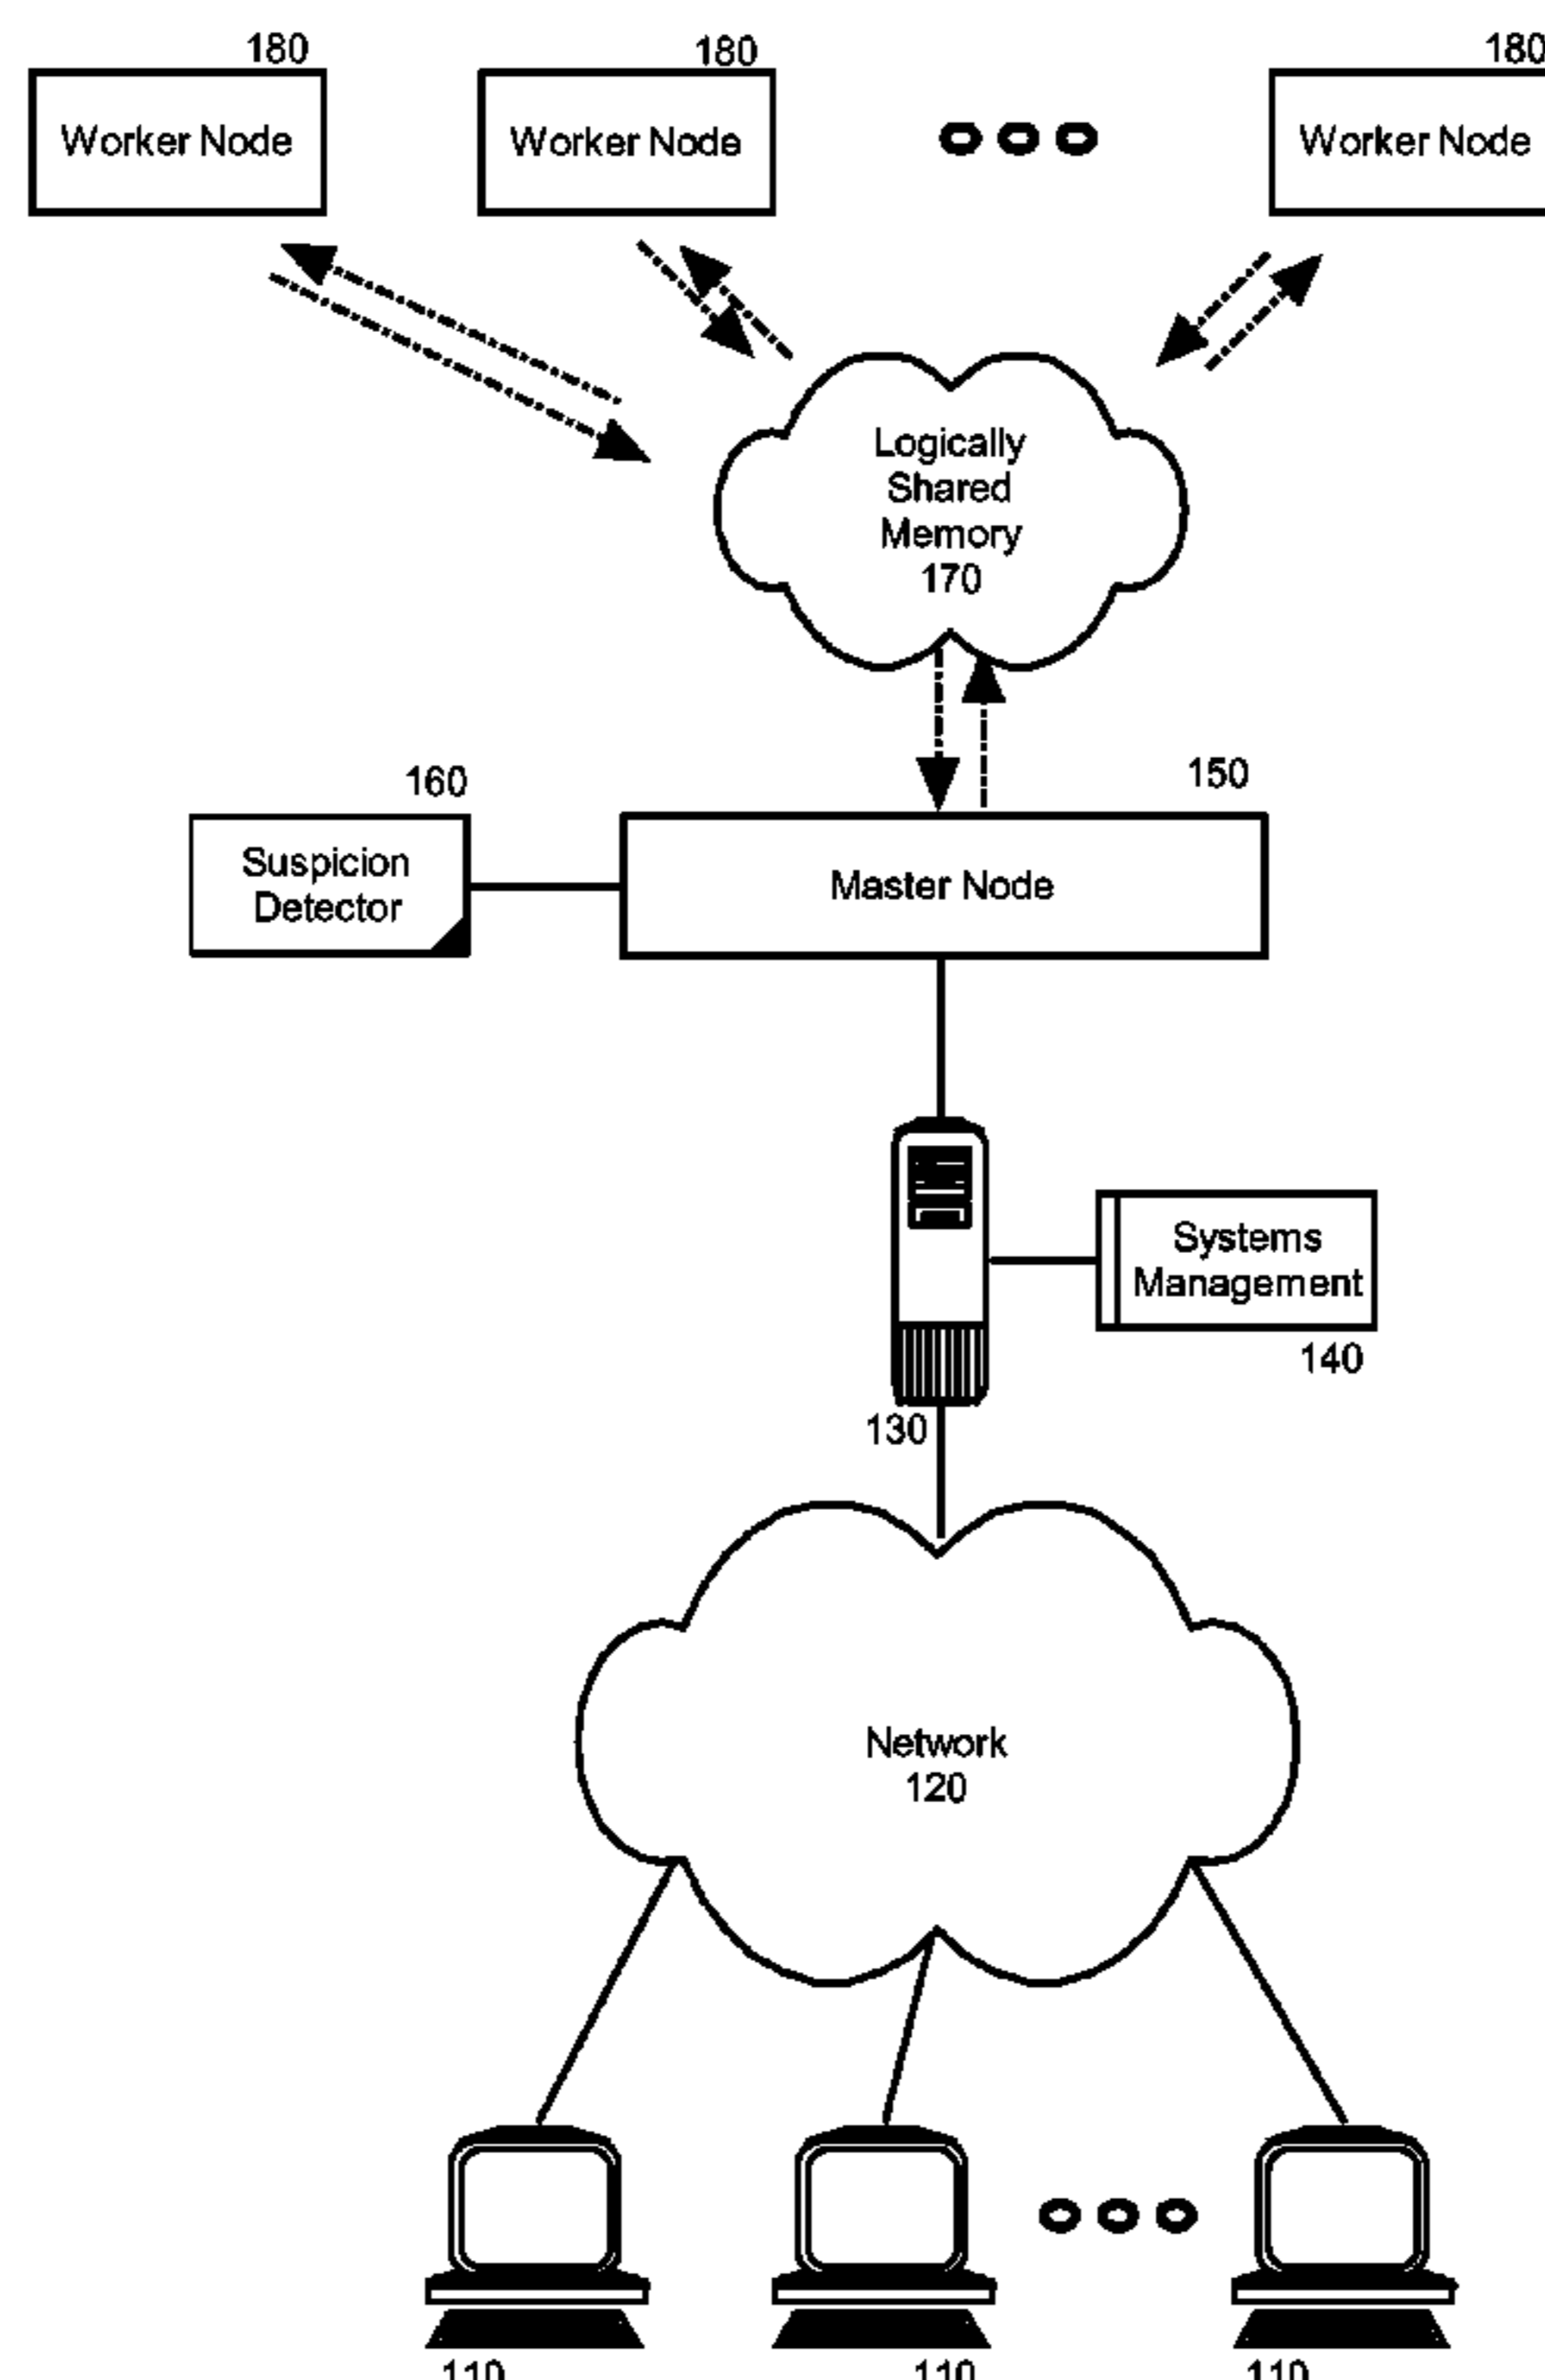 180
180
180
Worker Node
Worker Node
Worker Node
Logically
Shared
Memory
170
160
150
Suspicion
Detector
Master Node
Systems
Management
140
130
Network
120
110
110
110